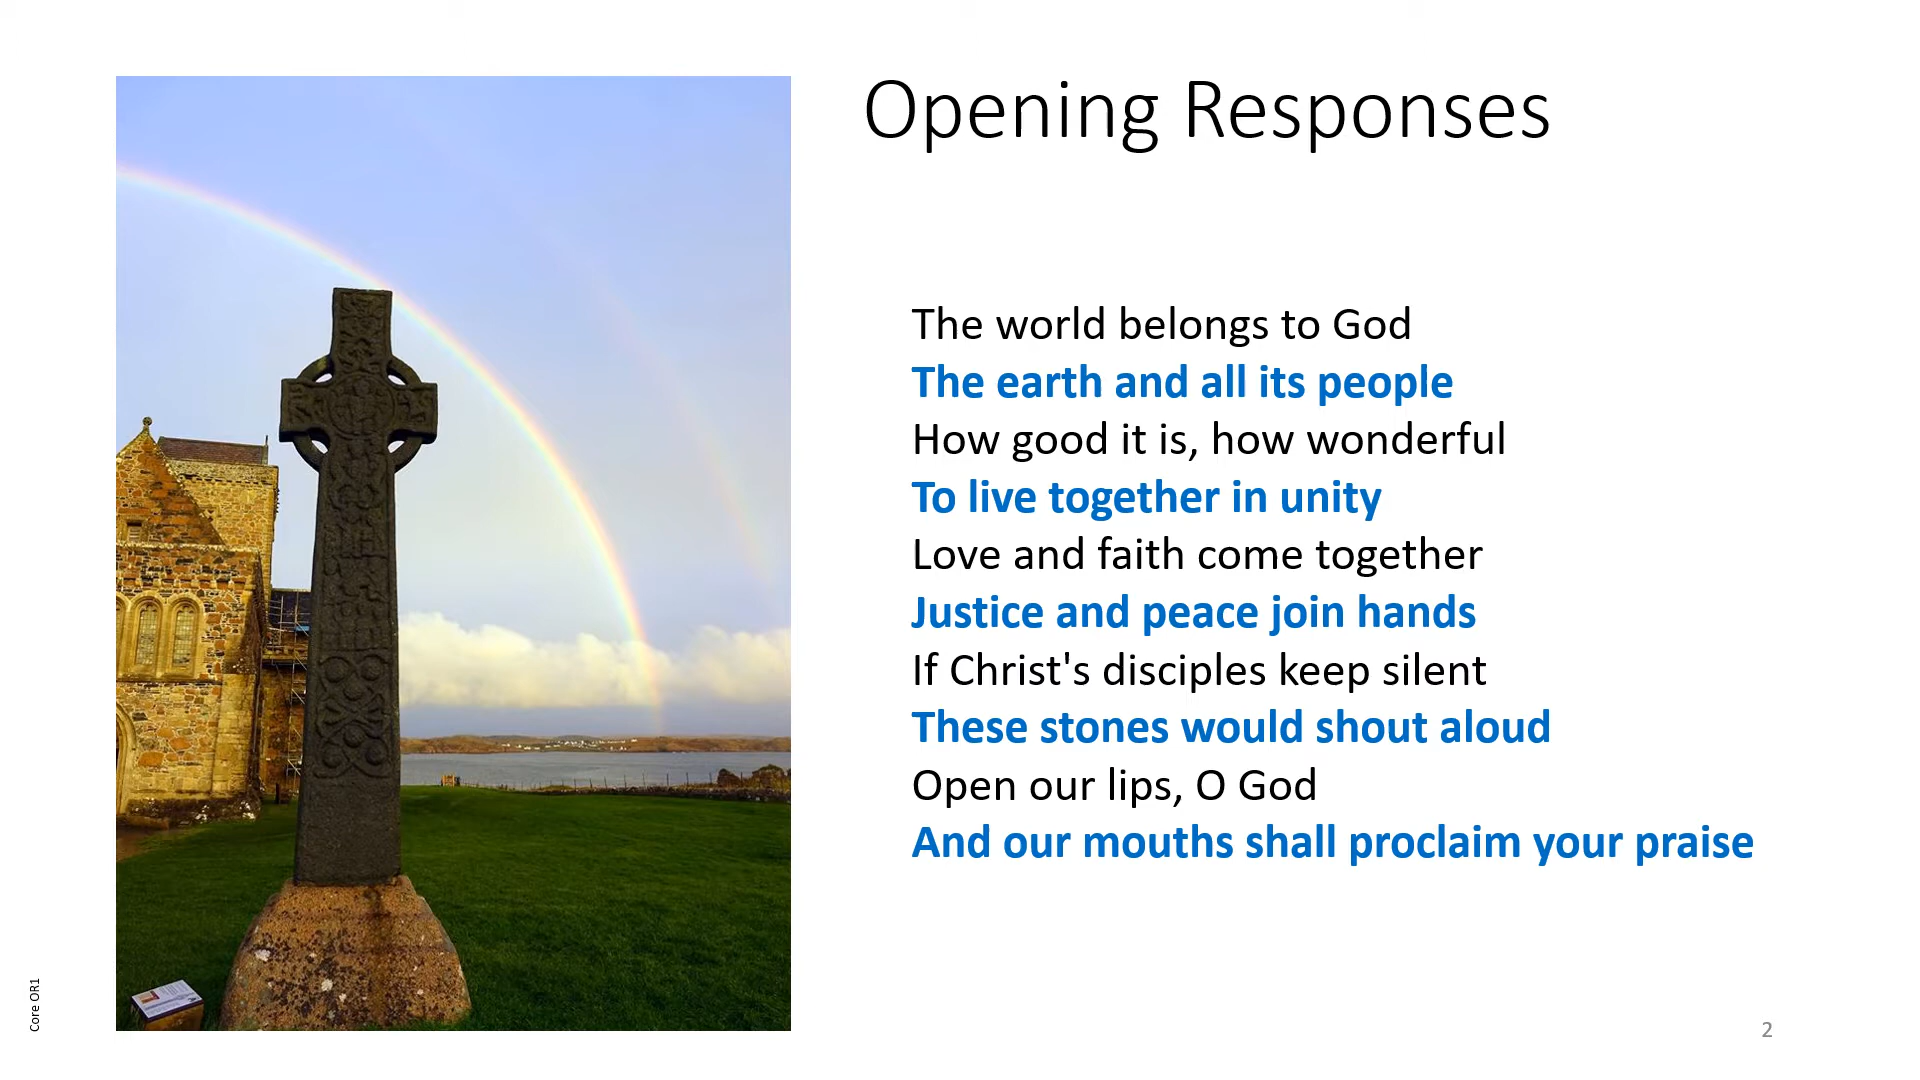 Opening Responses
The world belongs to God
The earth and all its people
How good it is, how wonderful
To live together in unity
Love and faith come together
Justice and peace join hands
If Christ's disciples keep silent
These stones would shout aloud
Open our lips, O God
And our mouths shall proclaim your praise
Core OR1
2